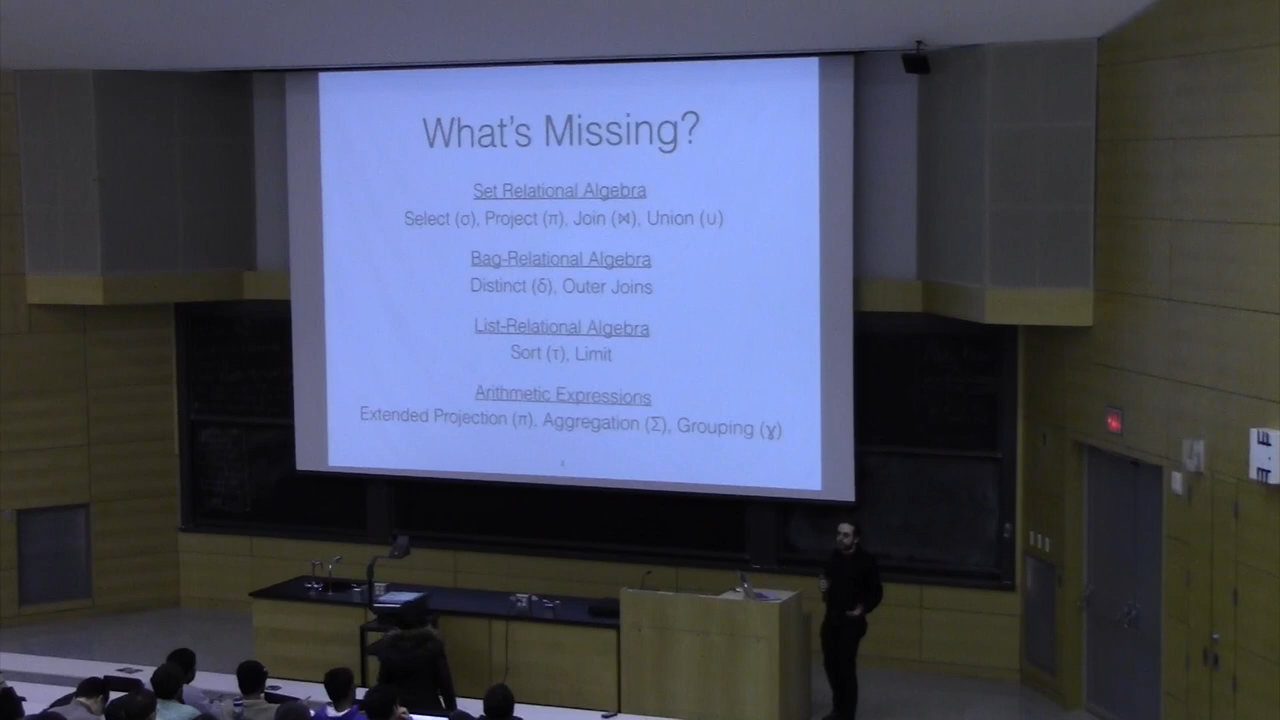 What's Missing?
Set Relational Algebra
Select (σ), Project (π), Join (⋈), Union (∪)
Bag-Relational Algebra
Distinct (δ), Outer Joins
List-Relational Algebra
Sort (τ), Limit
Arithmetic Expressions
Extended Projection (π), Aggregation (Σ), Grouping (ɣ)